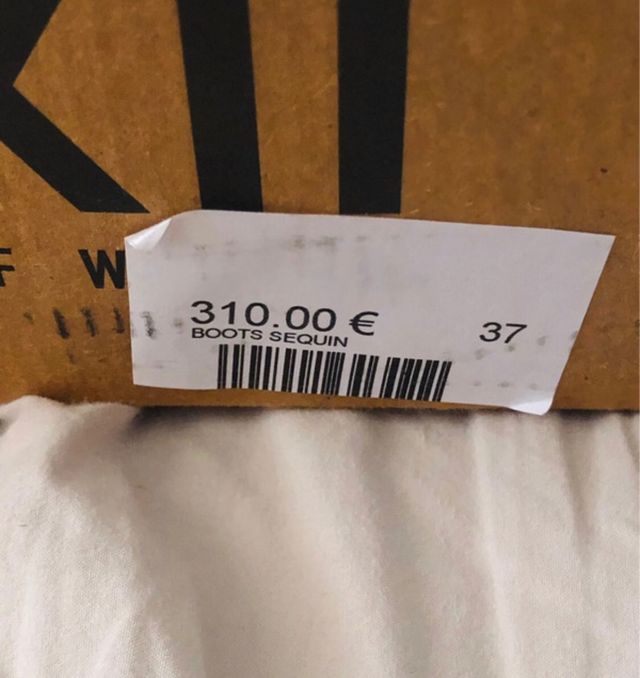 W
310.00 € 37
BOOTS SEQUIN